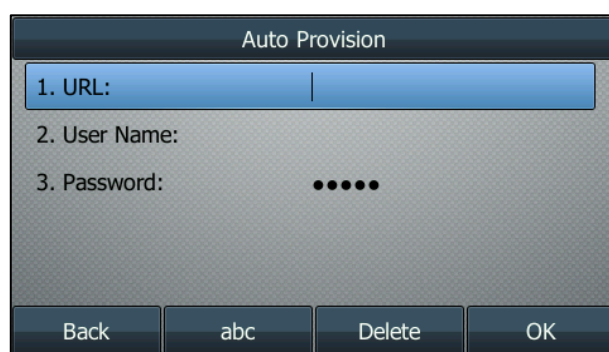 Auto Provision
1. URL:
2. User Name:
3. Password: •••••
Back abc Delete OK